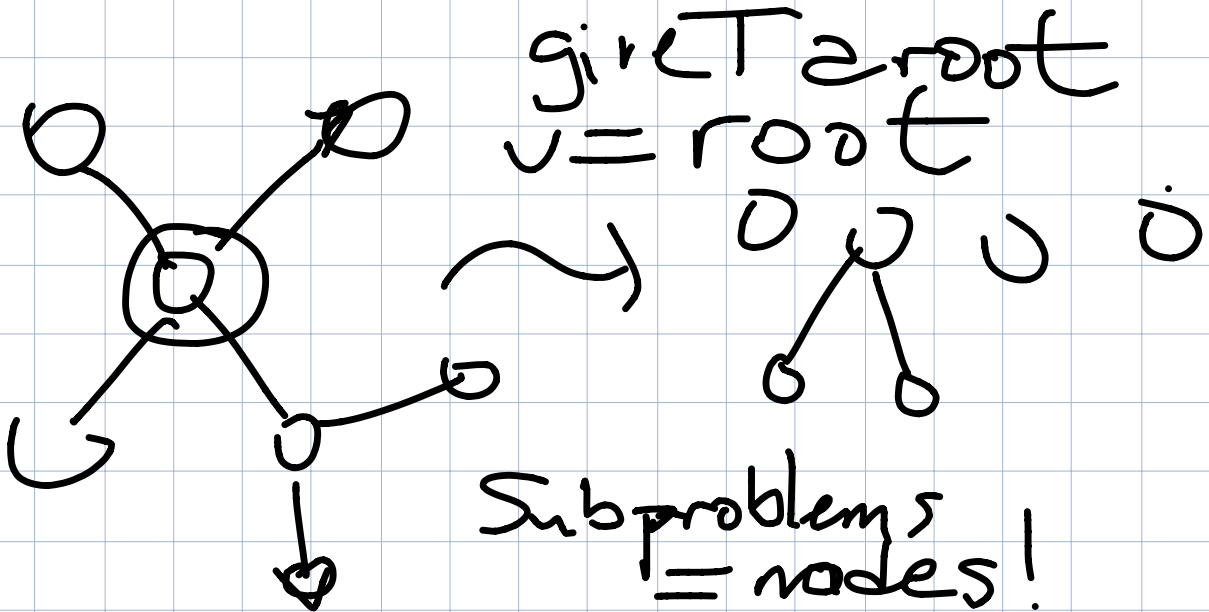 give T a root
v = root
Subproblems
= nodes!